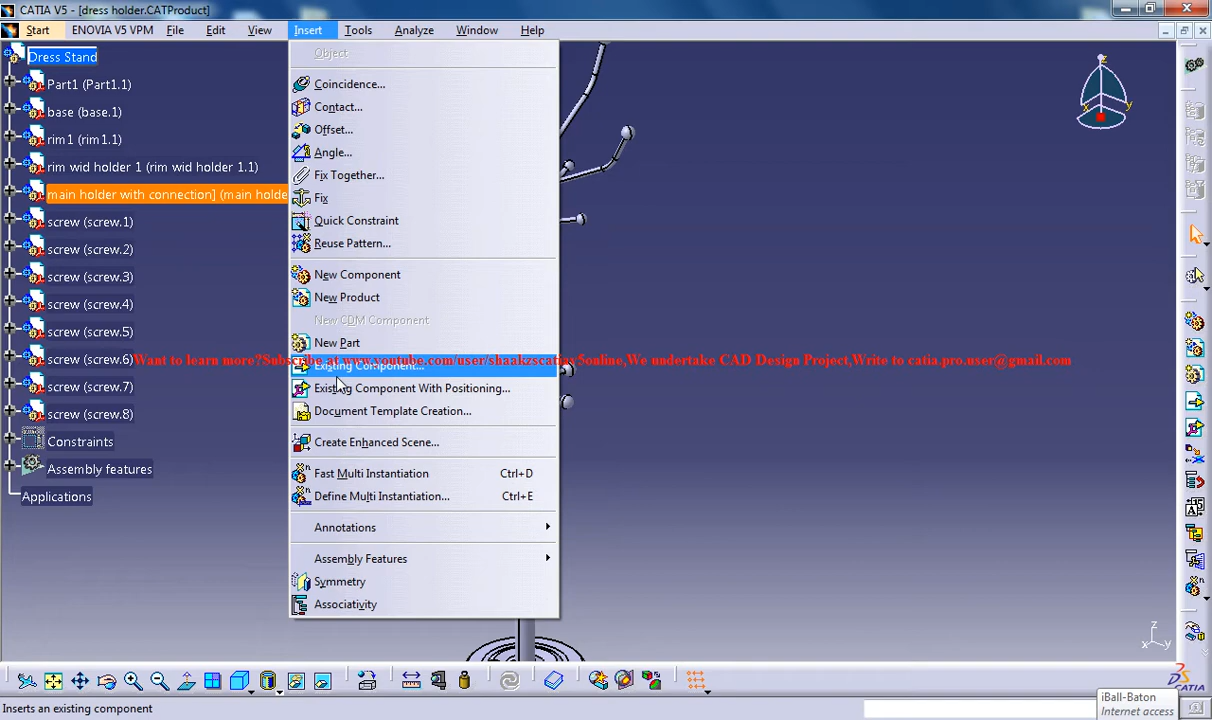 CATIA V5 - [dress holder.CATProduct]
Start ENOVIA V5 VPM File Edit View Insert Tools Analyze Window Help
Dress Stand
Part1 (Part1.1)
base (base.1)
rim1 (rim1.1)
rim wid holder 1 (rim wid holder 1.1)
main holder with connection] (main holde
screw (screw.1)
screw (screw.2)
screw (screw.3)
screw (screw.4)
screw (screw.5)
screw (screw.6)
screw (screw.7)
screw (screw.8)
Constraints
Assembly features
Applications
Object
Coincidence...
Contact...
Offset...
Angle...
Fix Together...
Fix
Quick Constraint
Reuse Pattern...
New Component
New Product
New CDM Component
New Part
Existing Component...
Existing Component With Positioning...
Document Template Creation...
Create Enhanced Scene...
Fast Multi Instantiation Ctrl+D
Define Multi Instantiation... Ctrl+E
Annotations
Assembly Features
Symmetry
Associativity
Want to learn more?Subscribe at www.youtube.com/user/shaakzscatiav5online,We undertake CAD Design Project,Write to catia.pro.user@gmail.com
z
y
x
z
x y
CATIA
iBall-Baton
Internet access
Inserts an existing component